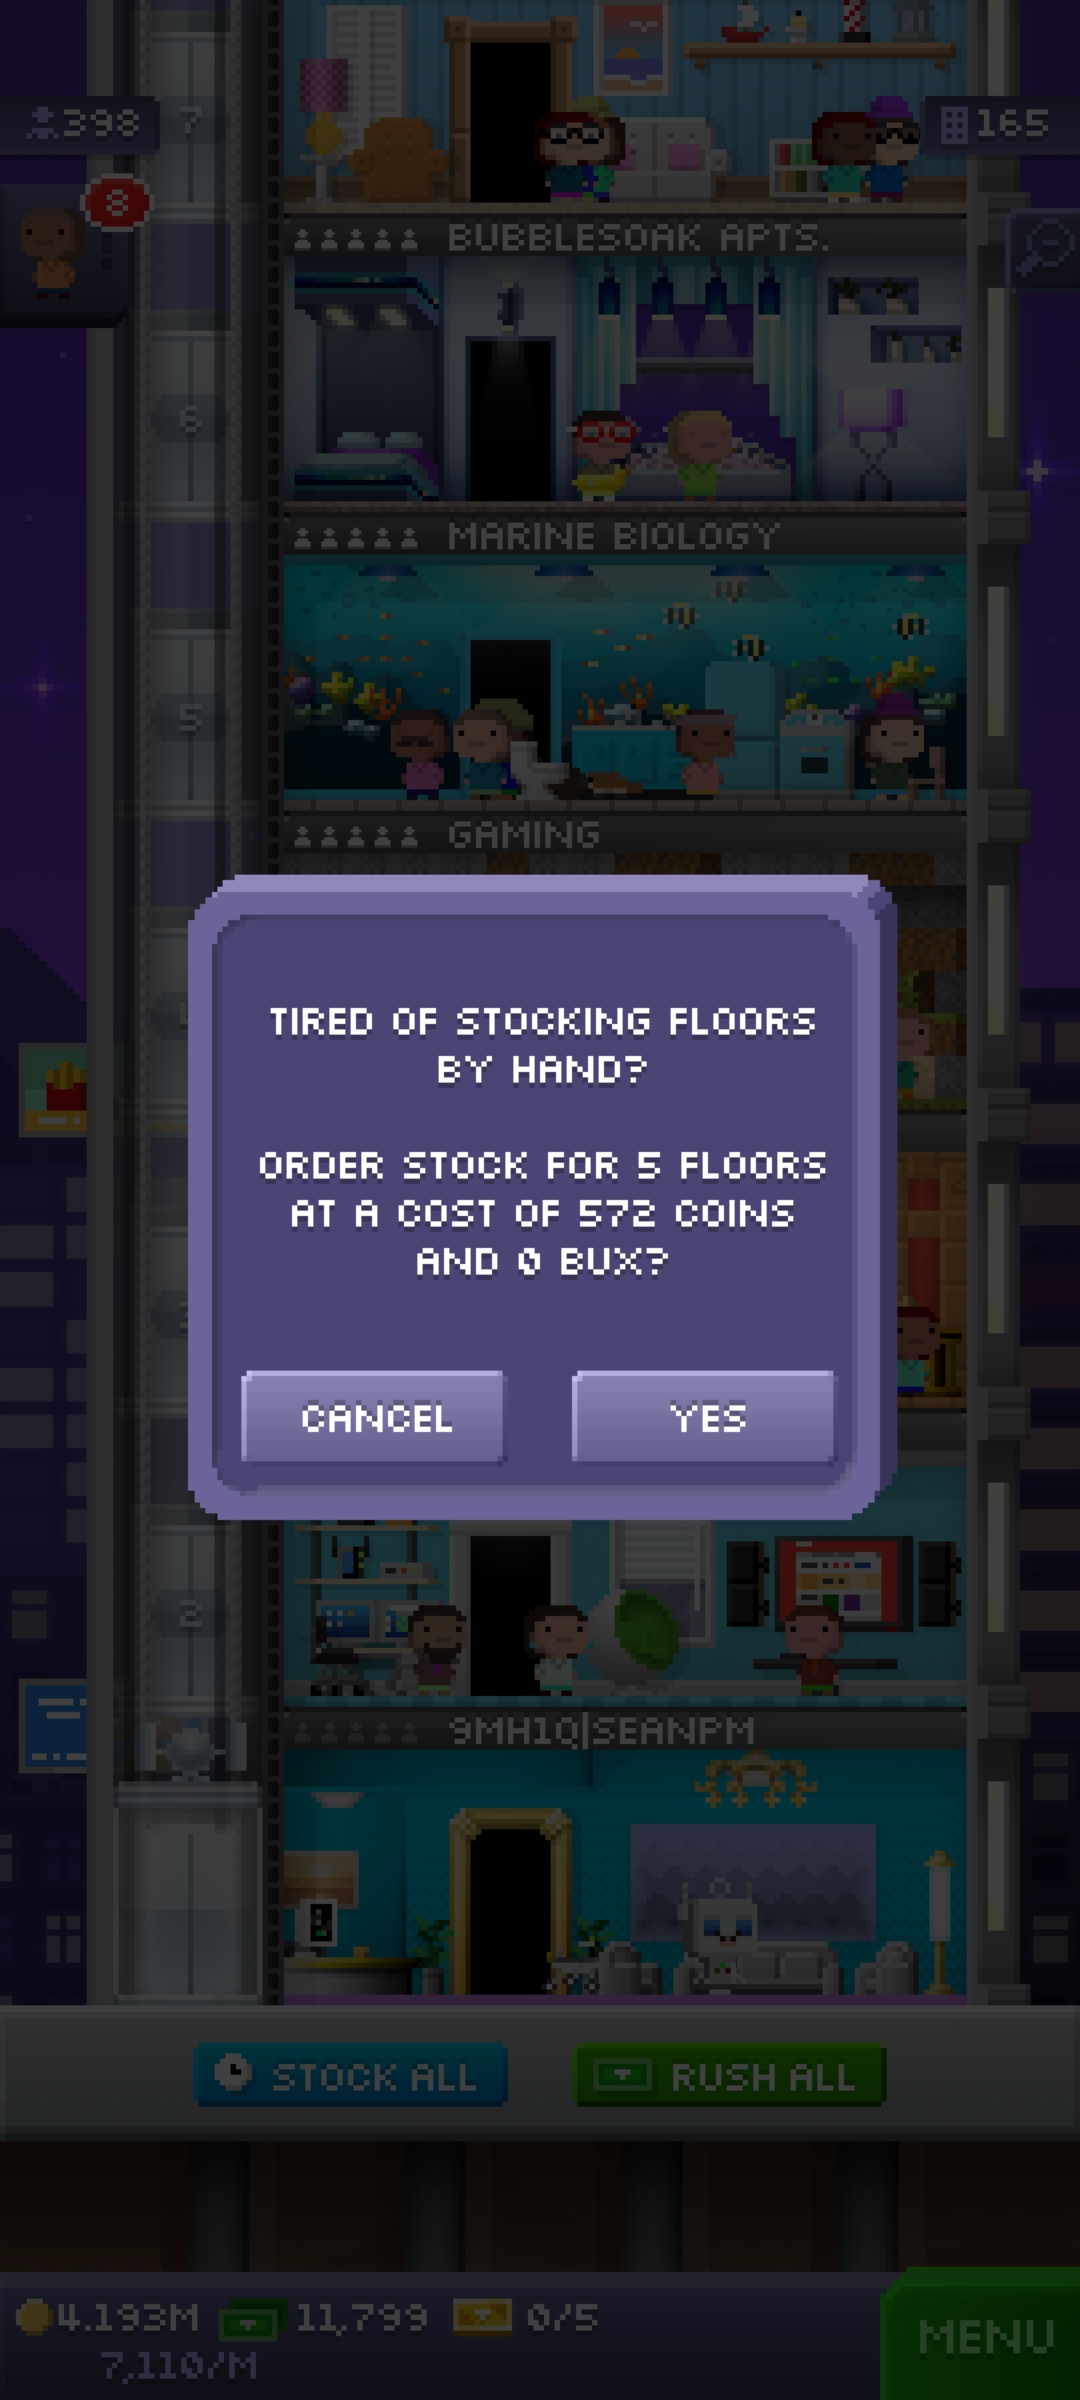 398
7
165
8
BUBBLESOAK APTS.
6
MARINE BIOLOGY
5
GAMING
TIRED OF STOCKING FLOORS
BY HAND?
ORDER STOCK FOR 5 FLOORS
AT A COST OF 572 COINS
AND 0 BUX?
CANCEL
YES
2
9MH1Q|SEANPM
STOCK ALL
RUSH ALL
4.193M
11,799
0/5
7,110/M
MENU